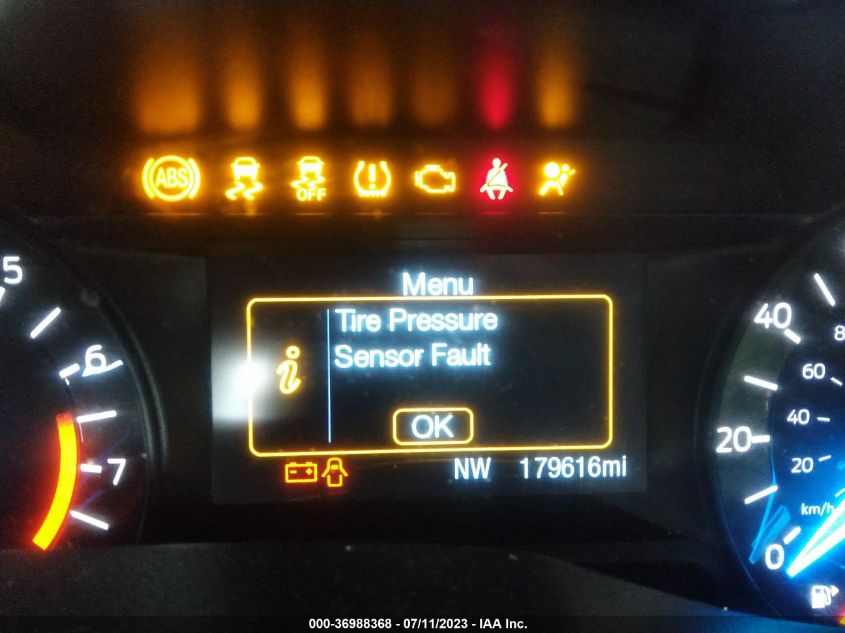 ABS
OFF
5
6
7
Menu
Tire Pressure
Sensor Fault
i
OK
NW 179616mi
40
20
0
8
60
40
20
km/h
000-36988368 - 07/11/2023 - IAA Inc.